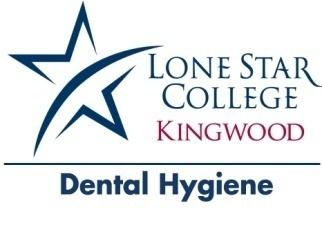 LONE STAR
COLLEGE
KINGWOOD
Dental Hygiene